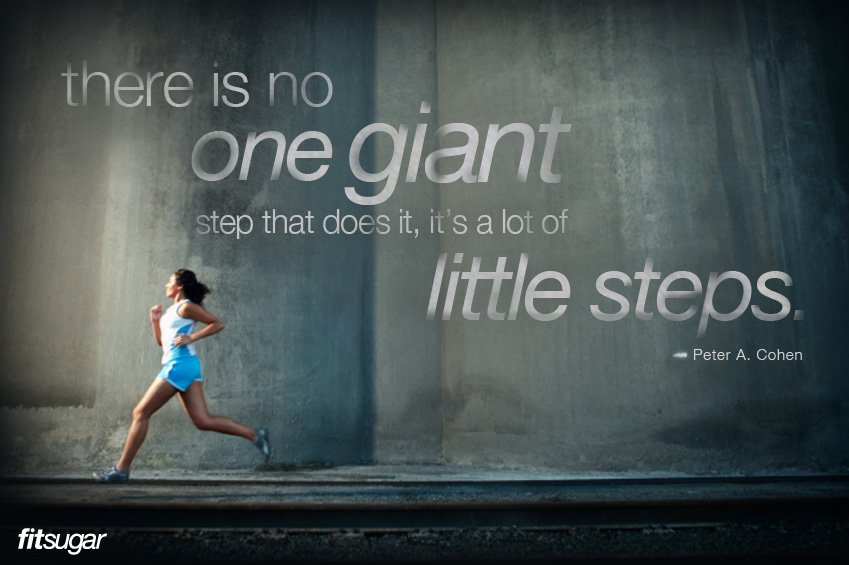 there is no
one giant
step that does it, it's a lot of
little steps.
- Peter A. Cohen
fitsugar